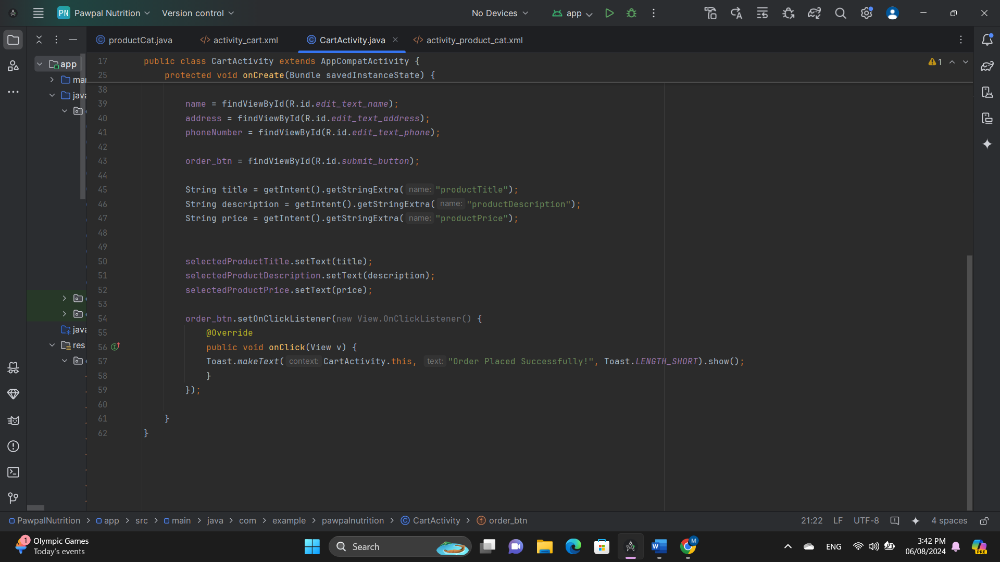 PN Pawpal Nutrition Version control No Devices app
productCat.java activity_cart.xml CartActivity.java activity_product_cat.xml
app
mar
java
java
res
17 public class CartActivity extends AppCompatActivity {
25 protected void onCreate(Bundle savedInstanceState) {
1
38
39 name = findViewById(R.id.edit_text_name);
40 address = findViewById(R.id.edit_text_address);
41 phoneNumber = findViewById(R.id.edit_text_phone);
42
43 order_btn = findViewById(R.id.submit_button);
44
45 String title = getIntent().getStringExtra( name: "productTitle");
46 String description = getIntent().getStringExtra( name: "productDescription");
47 String price = getIntent().getStringExtra( name: "productPrice");
48
49
50 selectedProductTitle.setText(title);
51 selectedProductDescription.setText(description);
52 selectedProductPrice.setText(price);
53
54 order_btn.setOnClickListener(new View.OnClickListener() {
55 @Override
56 public void onClick(View v) {
57 Toast.makeText( context: CartActivity.this, text: "Order Placed Successfully!", Toast.LENGTH_SHORT).show();
58 }
59 });
60
61 }
62 }
PawpalNutrition > app > src > main > java > com > example > pawpalnutrition > CartActivity > order_btn 21:22 LF UTF-8 4 spaces
1 Olympic Games
Today's events
Search
M
PRE
ENG
3:42 PM
06/08/2024